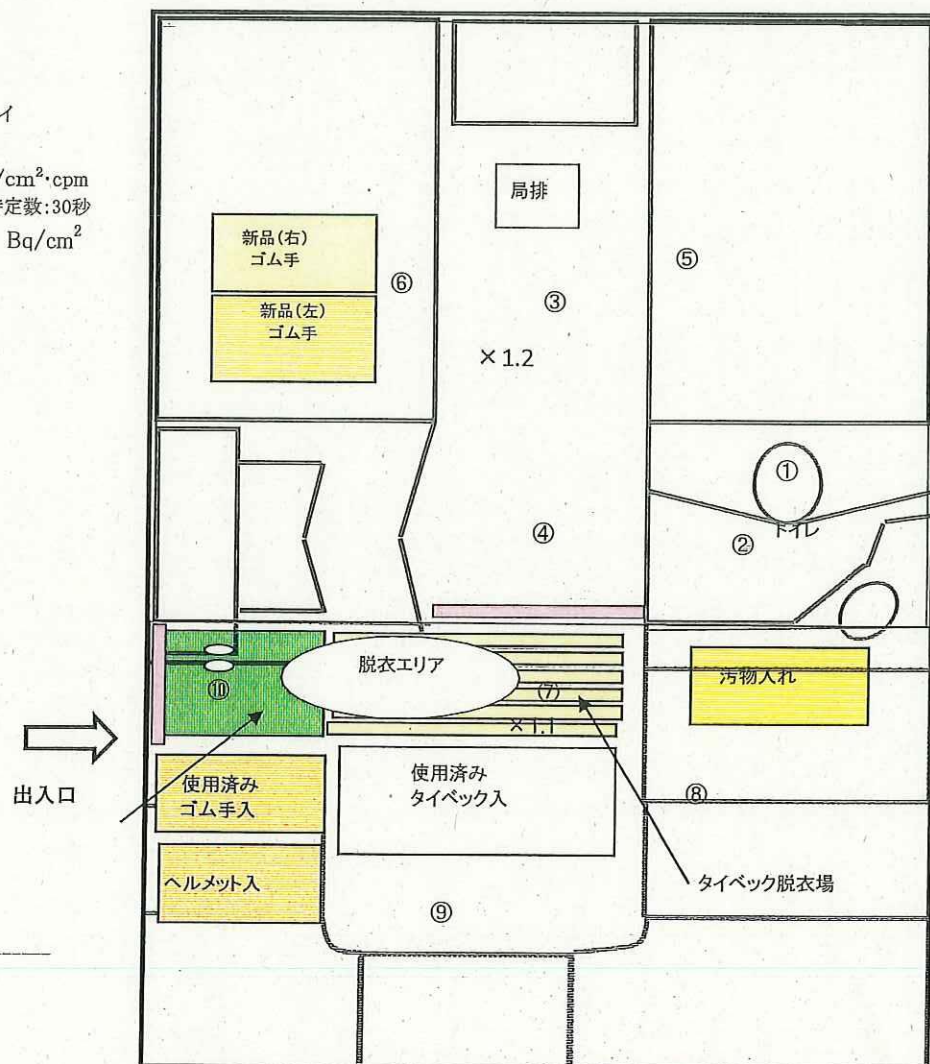 イ
/cm²・cpm
定数:30秒
Bq/cm²
局排
新品(右)
ゴム手
新品(左)
ゴム手
⑥
③
⑤
×1.2
①
トイレ
④
②
脱衣エリア
⑦
⑩
×1.1
汚物入れ
出入口
使用済み
ゴム手入
使用済み
タイベック入
⑧
ヘルメット入
タイベック脱衣場
⑨